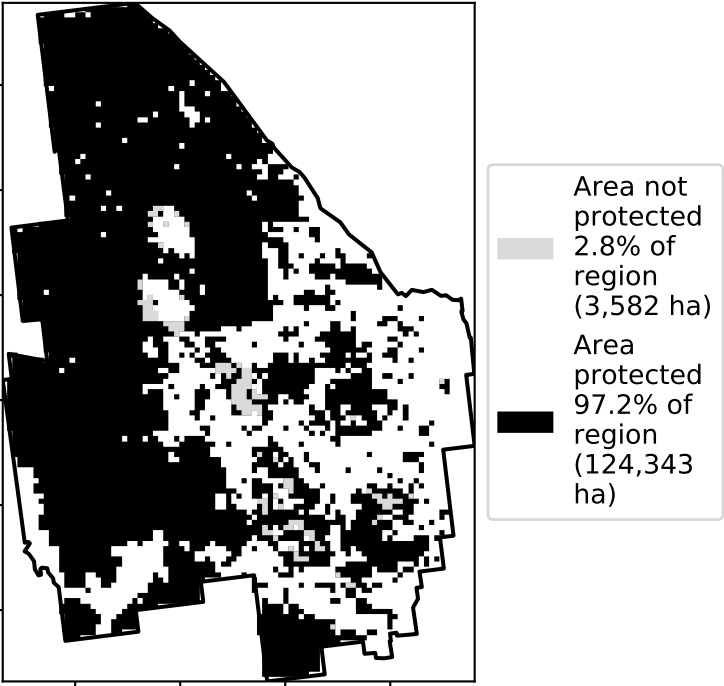 Area not
protected
2.8% of
region
(3,582 ha)
Area
protected
97.2% of
region
(124,343
ha)